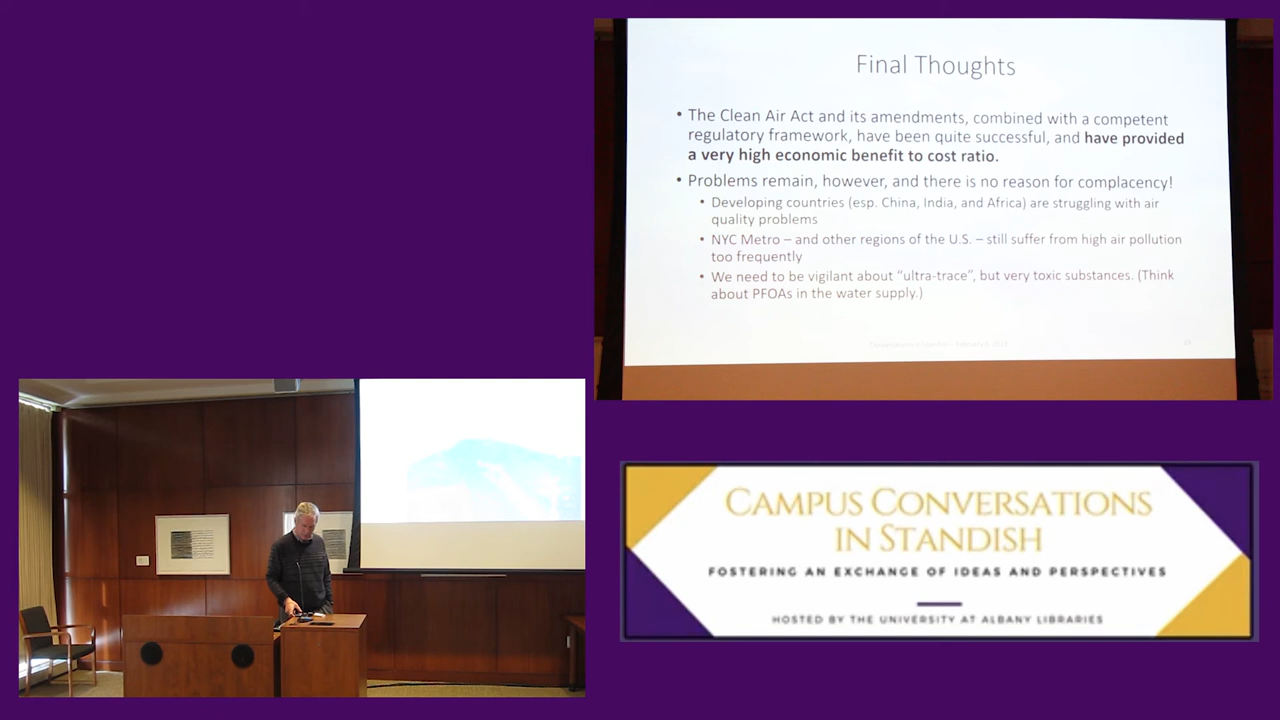 Final Thoughts
• The Clean Air Act and its amendments, combined with a competent
regulatory framework, have been quite successful, and have provided
a very high economic benefit to cost ratio.
• Problems remain, however, and there is no reason for complacency!
• Developing countries (esp. China, India, and Africa) are struggling with air
quality problems
• NYC Metro – and other regions of the U.S. – still suffer from high air pollution
too frequently
• We need to be vigilant about “ultra-trace”, but very toxic substances. (Think
about PFOAs in the water supply.)
CAMPUS CONVERSATIONS
IN STANDISH
FOSTERING AN EXCHANGE OF IDEAS AND PERSPECTIVES
HOSTED BY THE UNIVERSITY AT ALBANY LIBRARIES